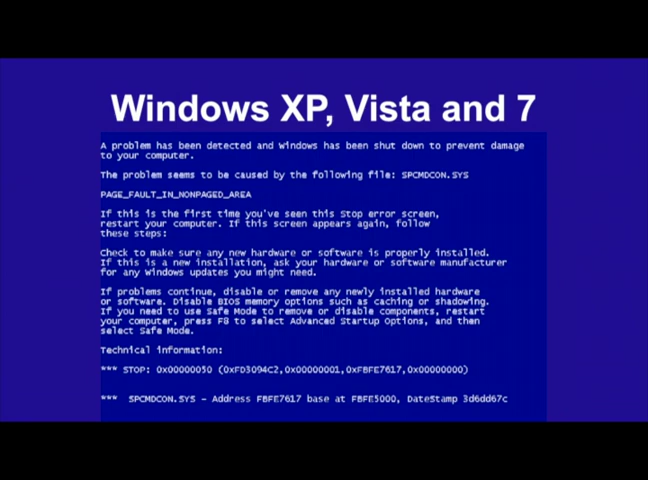 Windows XP, Vista and 7
A problem has been detected and Windows has been shut down to prevent damage
to your computer.
The problem seems to be caused by the following file: SPCMDCON.SYS
PAGE_FAULT_IN_NONPAGED_AREA
If this is the first time you've seen this Stop error screen,
restart your computer. If this screen appears again, follow
these steps:
Check to make sure any new hardware or software is properly installed.
If this is a new installation, ask your hardware or software manufacturer
for any Windows updates you might need.
If problems continue, disable or remove any newly installed hardware
or software. Disable BIOS memory options such as caching or shadowing.
If you need to use Safe Mode to remove or disable components, restart
your computer, press F8 to select Advanced Startup Options, and then
select Safe Mode.
Technical information:
*** STOP: 0x00000050 (0xFD3094C2,0x00000001,0xFBFE7617,0x00000000)
*** SPCMDCON.SYS - Address FBFE7617 base at FBFE5000, DateStamp 3d6dd67c